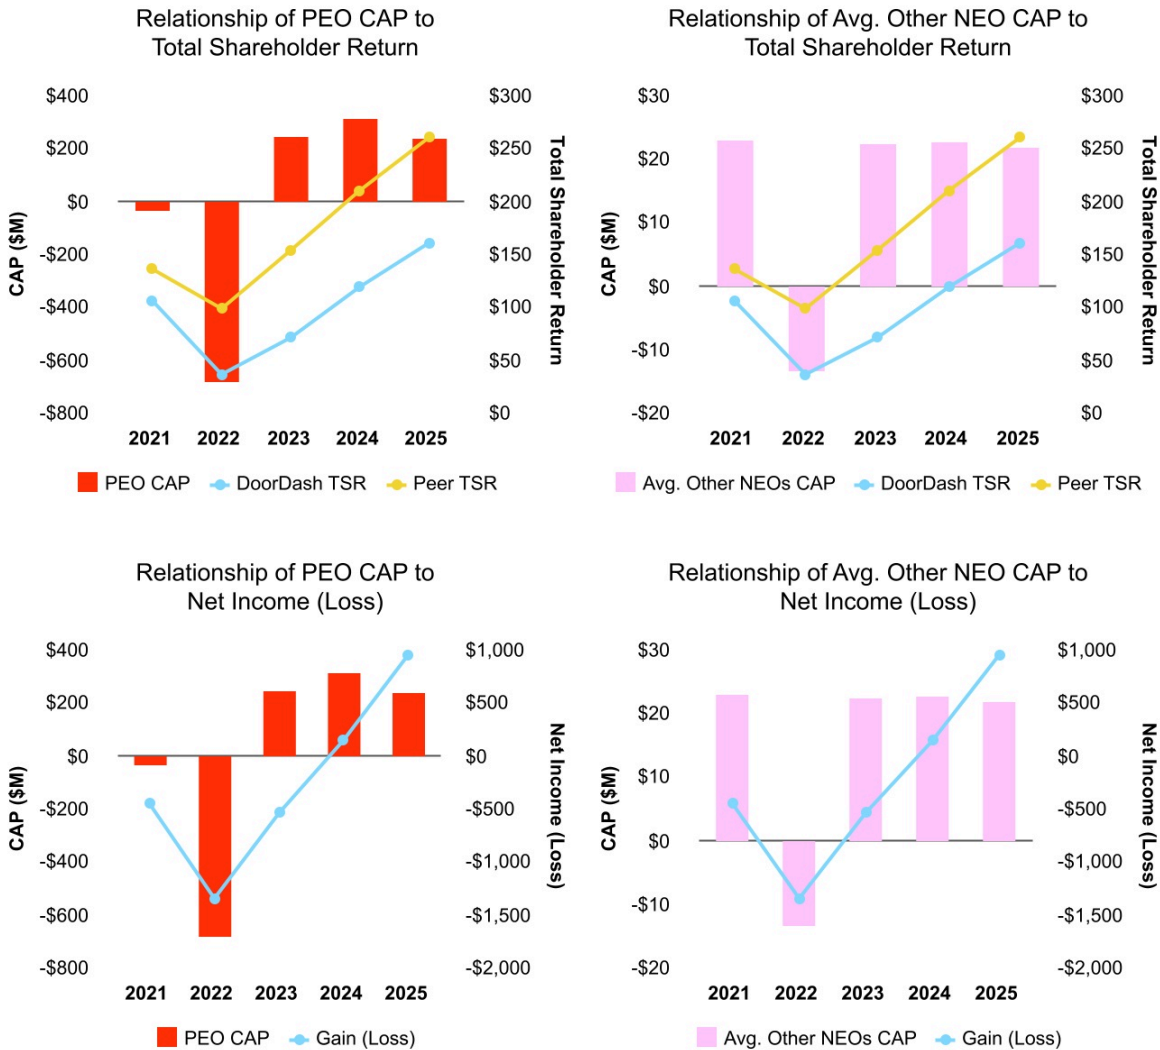 Relationship of PEO CAP to
Total Shareholder Return
$400
$200
$0
-$200
-$400
-$600
-$800
CAP ($M)
$300
$250
$200
$150
$100
$50
$0
Total Shareholder Return
2021 2022 2023 2024 2025
PEO CAP DoorDash TSR Peer TSR
Relationship of Avg. Other NEO CAP to
Total Shareholder Return
$30
$20
$10
$0
-$10
-$20
CAP ($M)
$300
$250
$200
$150
$100
$50
$0
Total Shareholder Return
2021 2022 2023 2024 2025
Avg. Other NEOs CAP DoorDash TSR Peer TSR
Relationship of PEO CAP to
Net Income (Loss)
$400
$200
$0
-$200
-$400
-$600
-$800
CAP ($M)
$1,000
$500
$0
-$500
-$1,000
-$1,500
-$2,000
Net Income (Loss)
2021 2022 2023 2024 2025
PEO CAP Gain (Loss)
Relationship of Avg. Other NEO CAP to
Net Income (Loss)
$30
$20
$10
$0
-$10
-$20
CAP ($M)
$1,000
$500
$0
-$500
-$1,000
-$1,500
-$2,000
Net Income (Loss)
2021 2022 2023 2024 2025
Avg. Other NEOs CAP Gain (Loss)